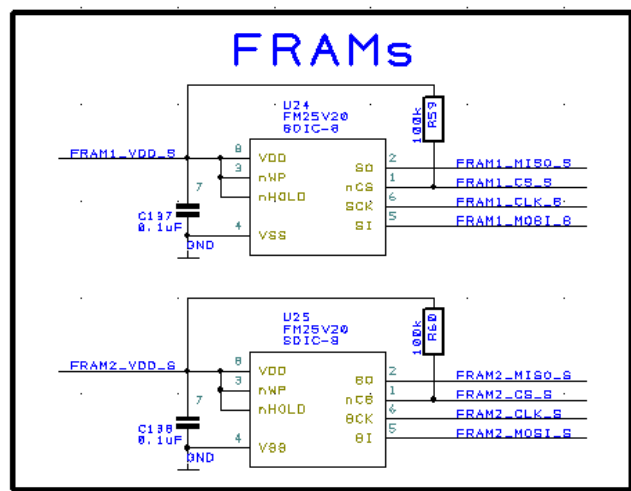 FRAMs
U24
FM25V20
SOIC-8
R59
100k
FRAM1_VDD_S
8
VDD
3
nWP
nHOLD
7
SO
2
FRAM1_MISO_S
nCS
1
FRAM1_CS_S
SCK
6
FRAM1_CLK_S
SI
5
FRAM1_MOSI_S
C197
0.1uF
4
VSS
GND
U25
FM25V20
SOIC-8
R60
100k
FRAM2_VDD_S
8
VDD
3
nWP
nHOLD
7
SO
2
FRAM2_MISO_S
nCS
1
FRAM2_CS_S
SCK
6
FRAM2_CLK_S
SI
5
FRAM2_MOSI_S
C198
0.1uF
4
VSS
GND